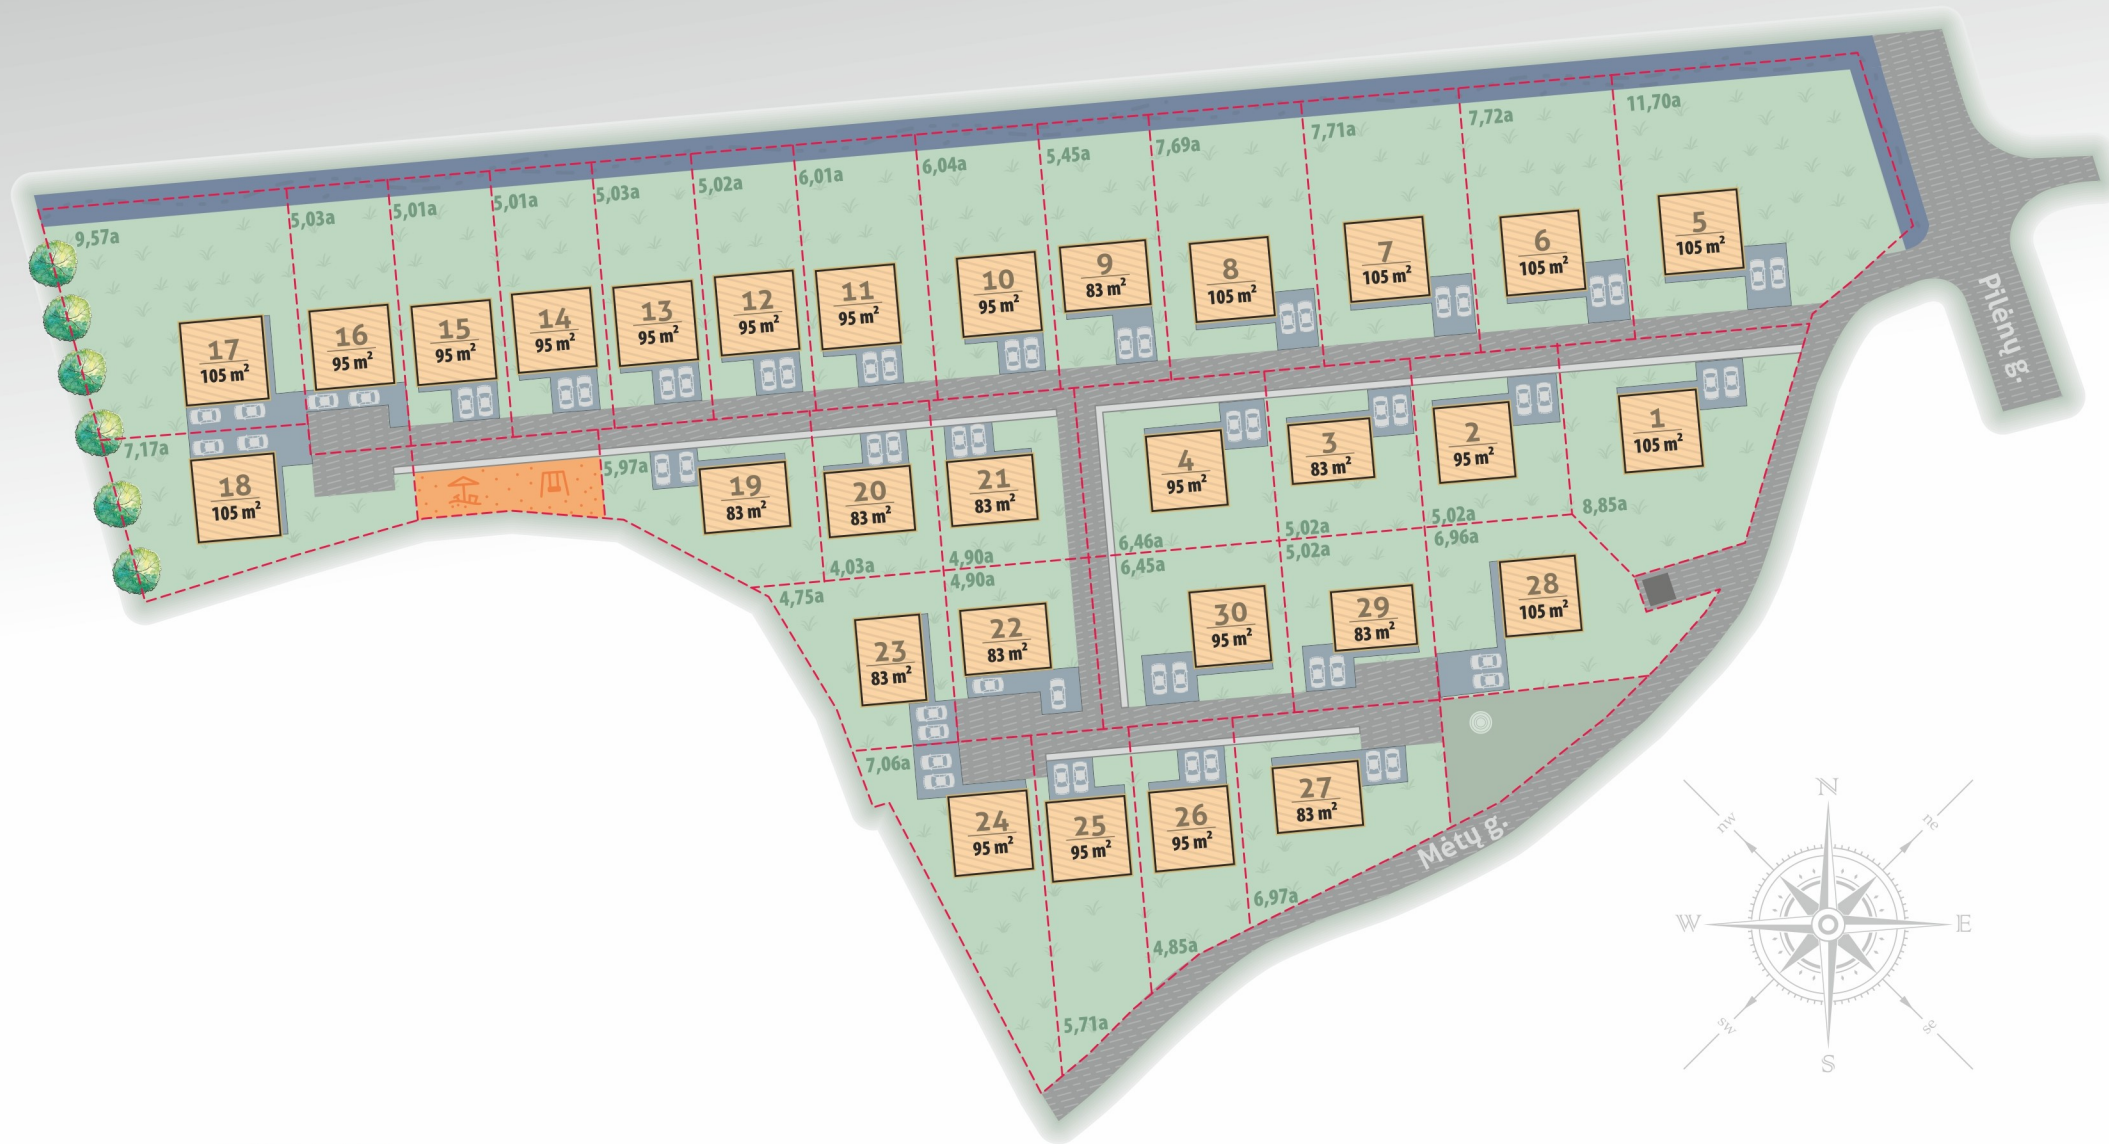 11,70a
7,72a
7,71a
7,69a
5,45a
6,04a
6,01a
5,02a
5,03a
5,01a
5,01a
5,03a
9,57a
5
105 m²
6
105 m²
7
105 m²
8
105 m²
9
83 m²
10
95 m²
11
95 m²
12
95 m²
13
95 m²
14
95 m²
15
95 m²
16
95 m²
17
105 m²
Pilėnų g.
7,17a
18
105 m²
5,97a
19
83 m²
20
83 m²
4,03a
21
83 m²
4,90a
4
95 m²
6,46a
3
83 m²
5,02a
2
95 m²
5,02a
1
105 m²
8,85a
4,75a
23
83 m²
4,90a
22
83 m²
6,45a
30
95 m²
5,02a
29
83 m²
6,96a
28
105 m²
7,06a
24
95 m²
25
95 m²
5,71a
26
95 m²
4,85a
27
83 m²
6,97a
Mėtų g.
N
nw
ne
W
E
sw
se
S